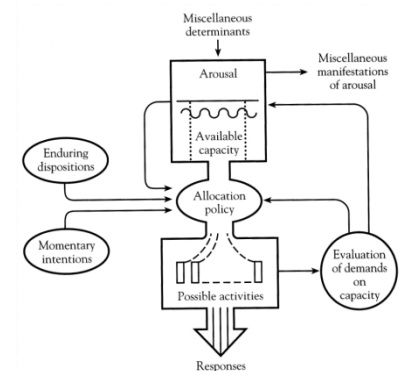 Miscellaneous
determinants
Arousal
Miscellaneous
manifestations
of arousal
Available
capacity
Enduring
dispositions
Allocation
policy
Momentary
intentions
Evaluation
of demands
on
capacity
Possible activities
Responses